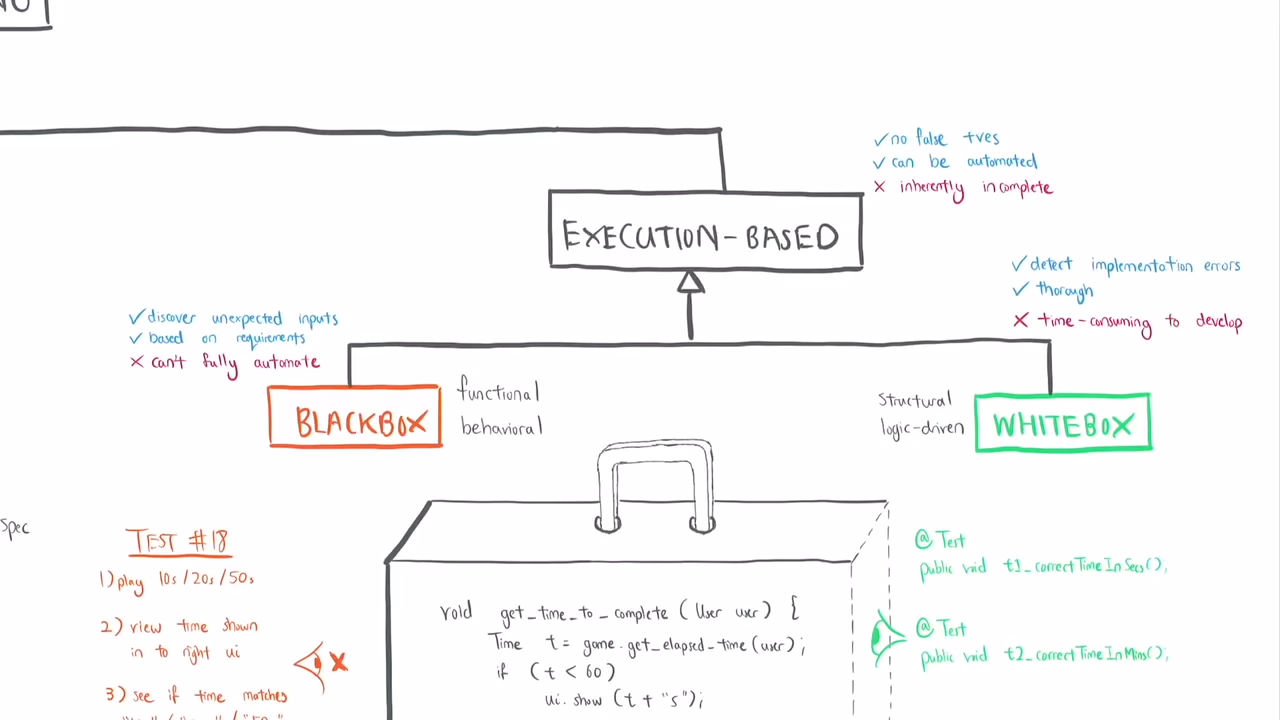 ✓ no false +ves
✓ can be automated
× inherently incomplete
EXECUTION-BASED
✓ detect implementation errors
✓ thorough
× time-consuming to develop
✓ discover unexpected inputs
✓ based on requirements
× can't fully automate
BLACKBOX
functional
behavioral
structural
logic-driven
WHITEBOX
spec
TEST #18
1) play 10s/20s/50s
2) view time shown
in to right ui
3) see if time matches
×
void get_time_to_complete (User user) {
Time t = game.get_elapsed_time(user);
if (t < 60)
ui.show (t + "s");
@Test
public void t1_correctTimeInSecs();
@Test
public void t2_correctTimeInMins();